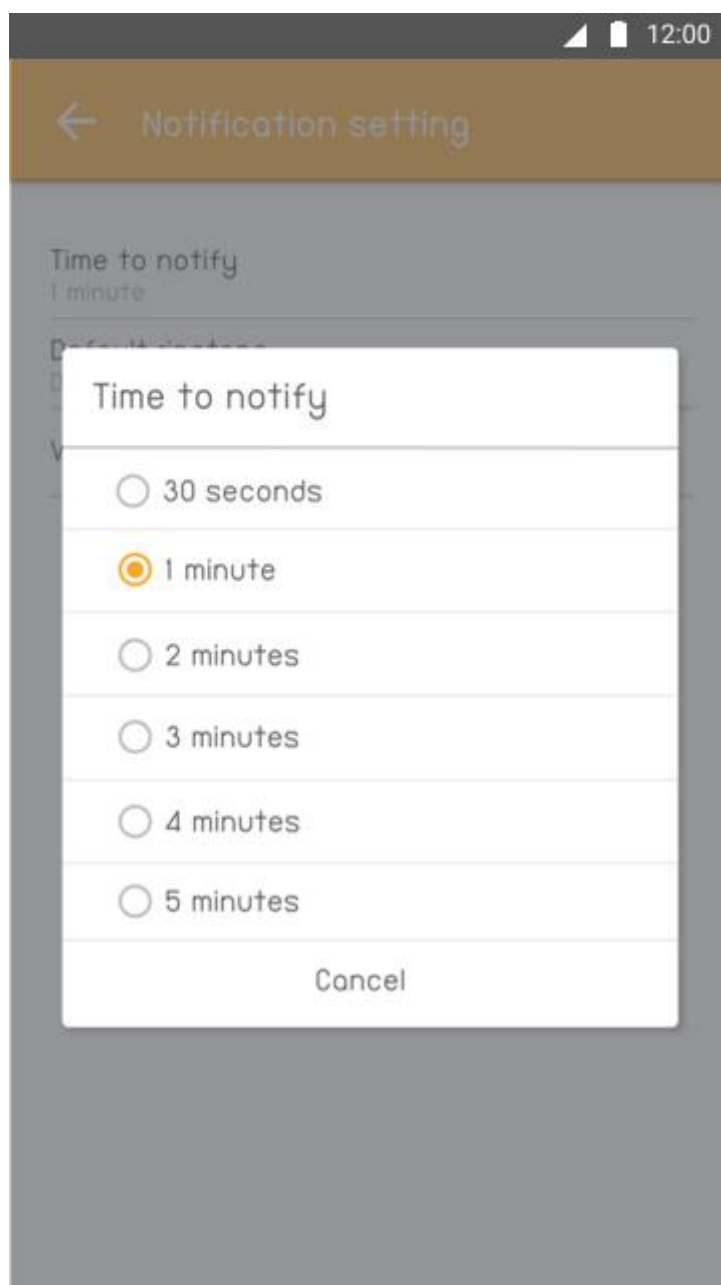 12:00
Notification setting
Time to notify
1 minute
Time to notify
30 seconds
1 minute
2 minutes
3 minutes
4 minutes
5 minutes
Cancel